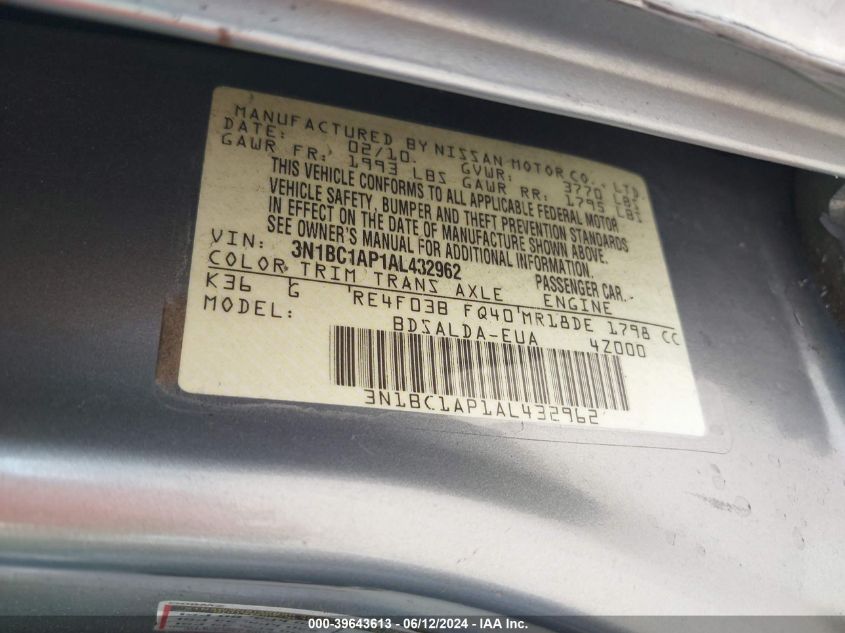 MANUFACTURED BY NISSAN MOTOR CO., LTD.
DATE: 02/10 GVWR: 3770 LBS
GAWR FR: 1993 LBS GAWR RR: 1795 LBS
THIS VEHICLE CONFORMS TO ALL APPLICABLE FEDERAL MOTOR
VEHICLE SAFETY, BUMPER AND THEFT PREVENTION STANDARDS
IN EFFECT ON THE DATE OF MANUFACTURE SHOWN ABOVE.
SEE OWNER'S MANUAL FOR ADDITIONAL INFORMATION.
VIN: 3N1BC1AP1AL432962 PASSENGER CAR.
COLOR TRIM TRANS AXLE ENGINE
K36 G RE4F03B FQ40 MR18DE 1798 CC
MODEL: BDSALDA-EUA 4Z000
3N1BC1AP1AL432962
000-39643613 - 06/12/2024 - IAA Inc.